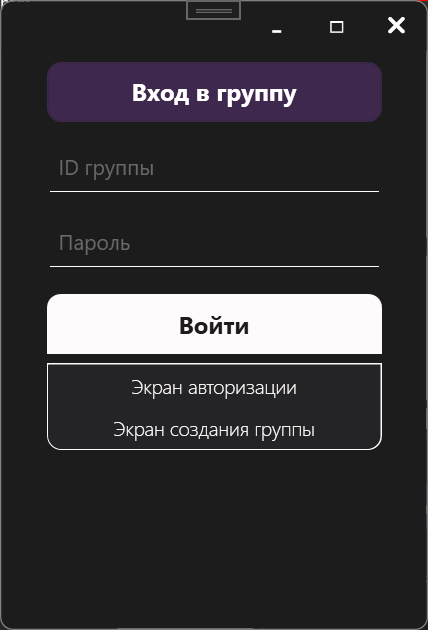 Вход в группу
ID группы
Пароль
Войти
Экран авторизации
Экран создания группы